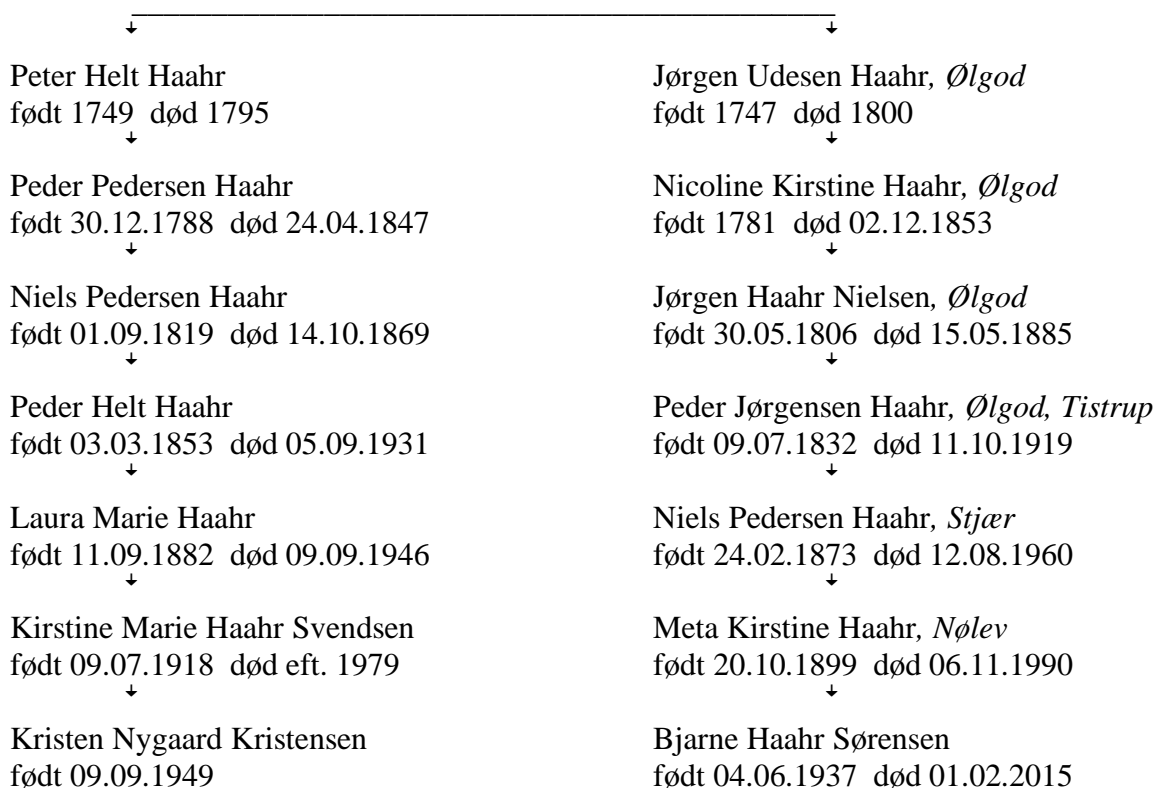 Peter Helt Haahr
født 1749 død 1795
Jørgen Udesen Haahr, Ølgod
født 1747 død 1800
Peder Pedersen Haahr
født 30.12.1788 død 24.04.1847
Nicoline Kirstine Haahr, Ølgod
født 1781 død 02.12.1853
Niels Pedersen Haahr
født 01.09.1819 død 14.10.1869
Jørgen Haahr Nielsen, Ølgod
født 30.05.1806 død 15.05.1885
Peder Helt Haahr
født 03.03.1853 død 05.09.1931
Peder Jørgensen Haahr, Ølgod, Tistrup
født 09.07.1832 død 11.10.1919
Laura Marie Haahr
født 11.09.1882 død 09.09.1946
Niels Pedersen Haahr, Stjær
født 24.02.1873 død 12.08.1960
Kirstine Marie Haahr Svendsen
født 09.07.1918 død eft. 1979
Meta Kirstine Haahr, Nølev
født 20.10.1899 død 06.11.1990
Kristen Nygaard Kristensen
født 09.09.1949
Bjarne Haahr Sørensen
født 04.06.1937 død 01.02.2015